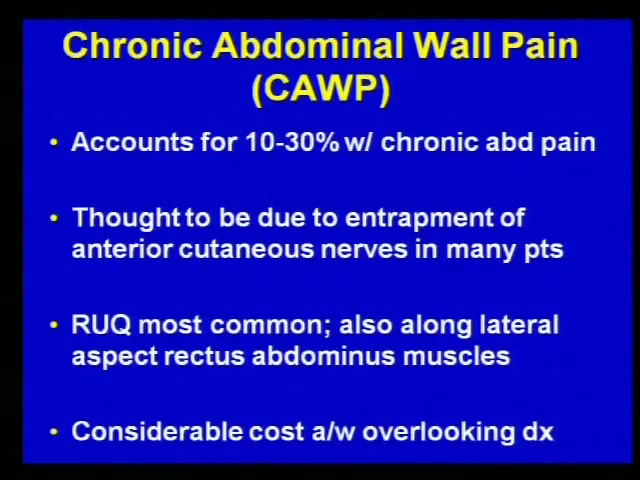 Chronic Abdominal Wall Pain
(CAWP)
• Accounts for 10-30% w/ chronic abd pain
• Thought to be due to entrapment of
anterior cutaneous nerves in many pts
• RUQ most common; also along lateral
aspect rectus abdominus muscles
• Considerable cost a/w overlooking dx